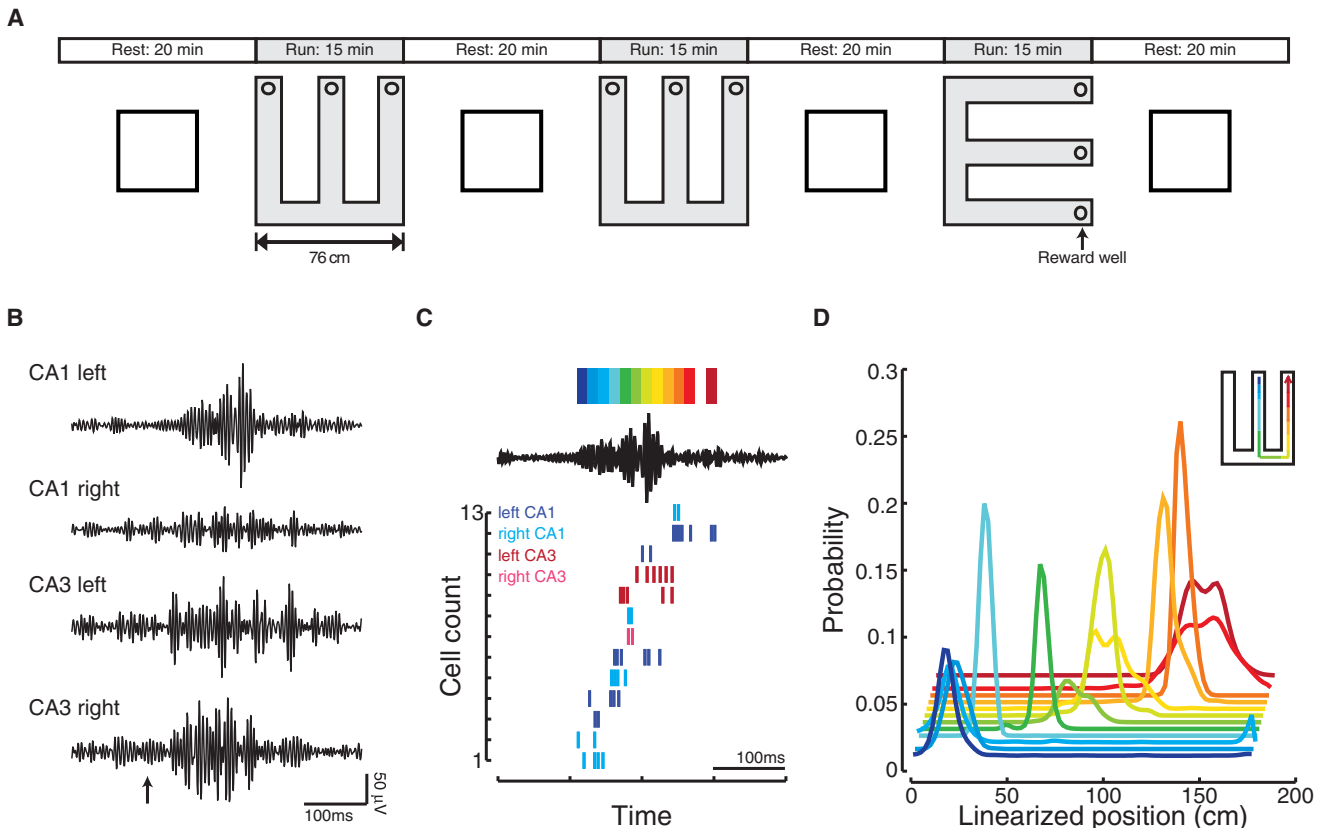 A
Rest: 20 min Run: 15 min Rest: 20 min Run: 15 min Rest: 20 min Run: 15 min Rest: 20 min
76 cm
Reward well
B
CA1 left
CA1 right
CA3 left
CA3 right
50 µV
100ms
C
13
left CA1
right CA1
left CA3
right CA3
Cell count
1
100ms
Time
D
0.3
0.25
0.2
0.15
0.1
0.05
0
Probability
0 50 100 150 200
Linearized position (cm)